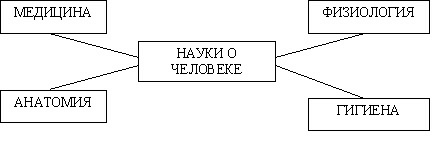 МЕДИЦИНА
ФИЗИОЛОГИЯ
НАУКИ О
ЧЕЛОВЕКЕ
АНАТОМИЯ
ГИГИЕНА